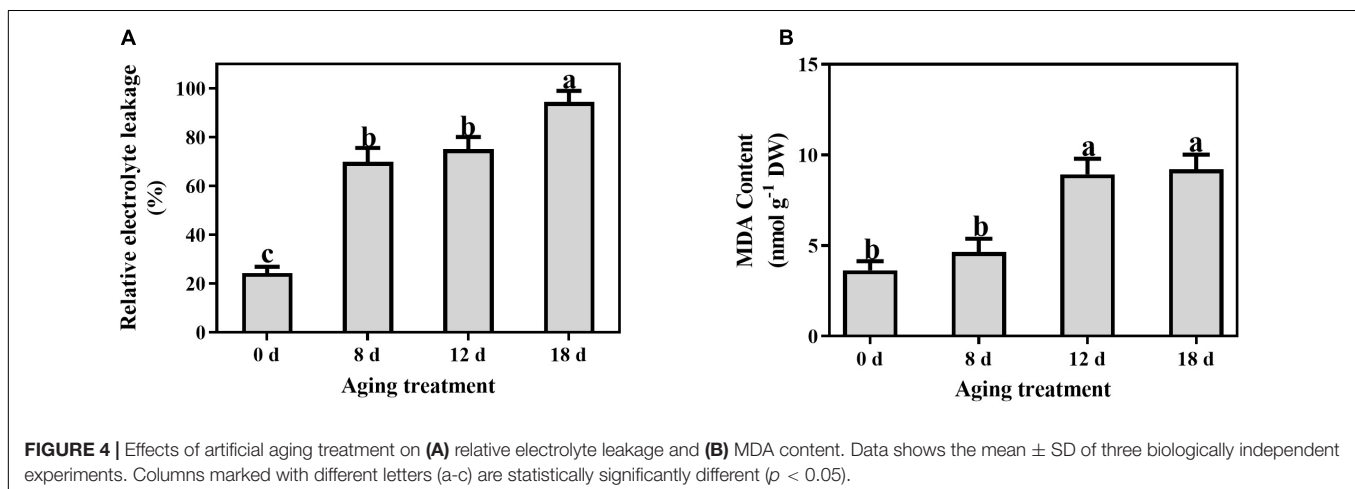 A
Relative electrolyte leakage
(%)
100
80
60
40
20
0
c
b
b
a
0 d 8 d 12 d 18 d
Aging treatment
B
MDA Content
(nmol g⁻¹ DW)
15
10
5
0
b
b
a
a
0 d 8 d 12 d 18 d
Aging treatment
FIGURE 4 | Effects of artificial aging treatment on (A) relative electrolyte leakage and (B) MDA content. Data shows the mean ± SD of three biologically independent
experiments. Columns marked with different letters (a-c) are statistically significantly different (p < 0.05).